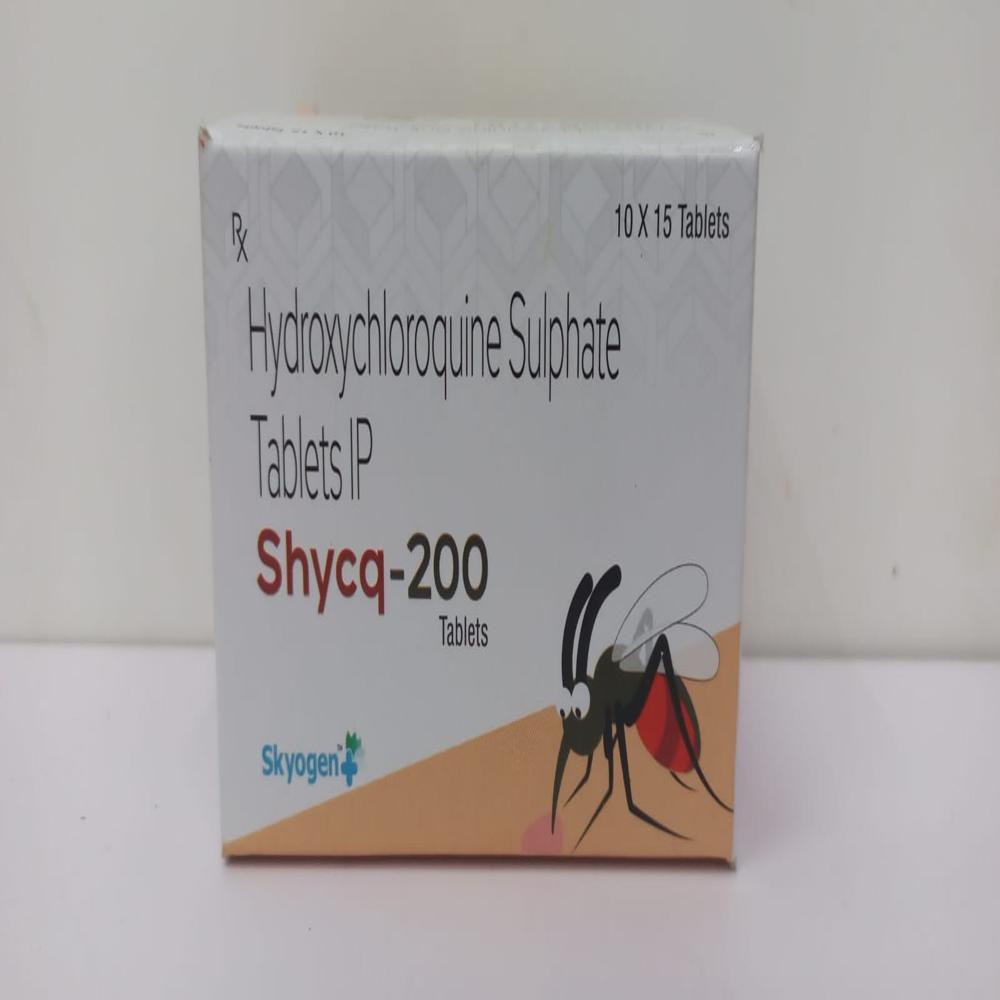 ℞
10 X 15 Tablets
Hydroxychloroquine Sulphate
Tablets IP
Shycq-200
Tablets
Skyogen